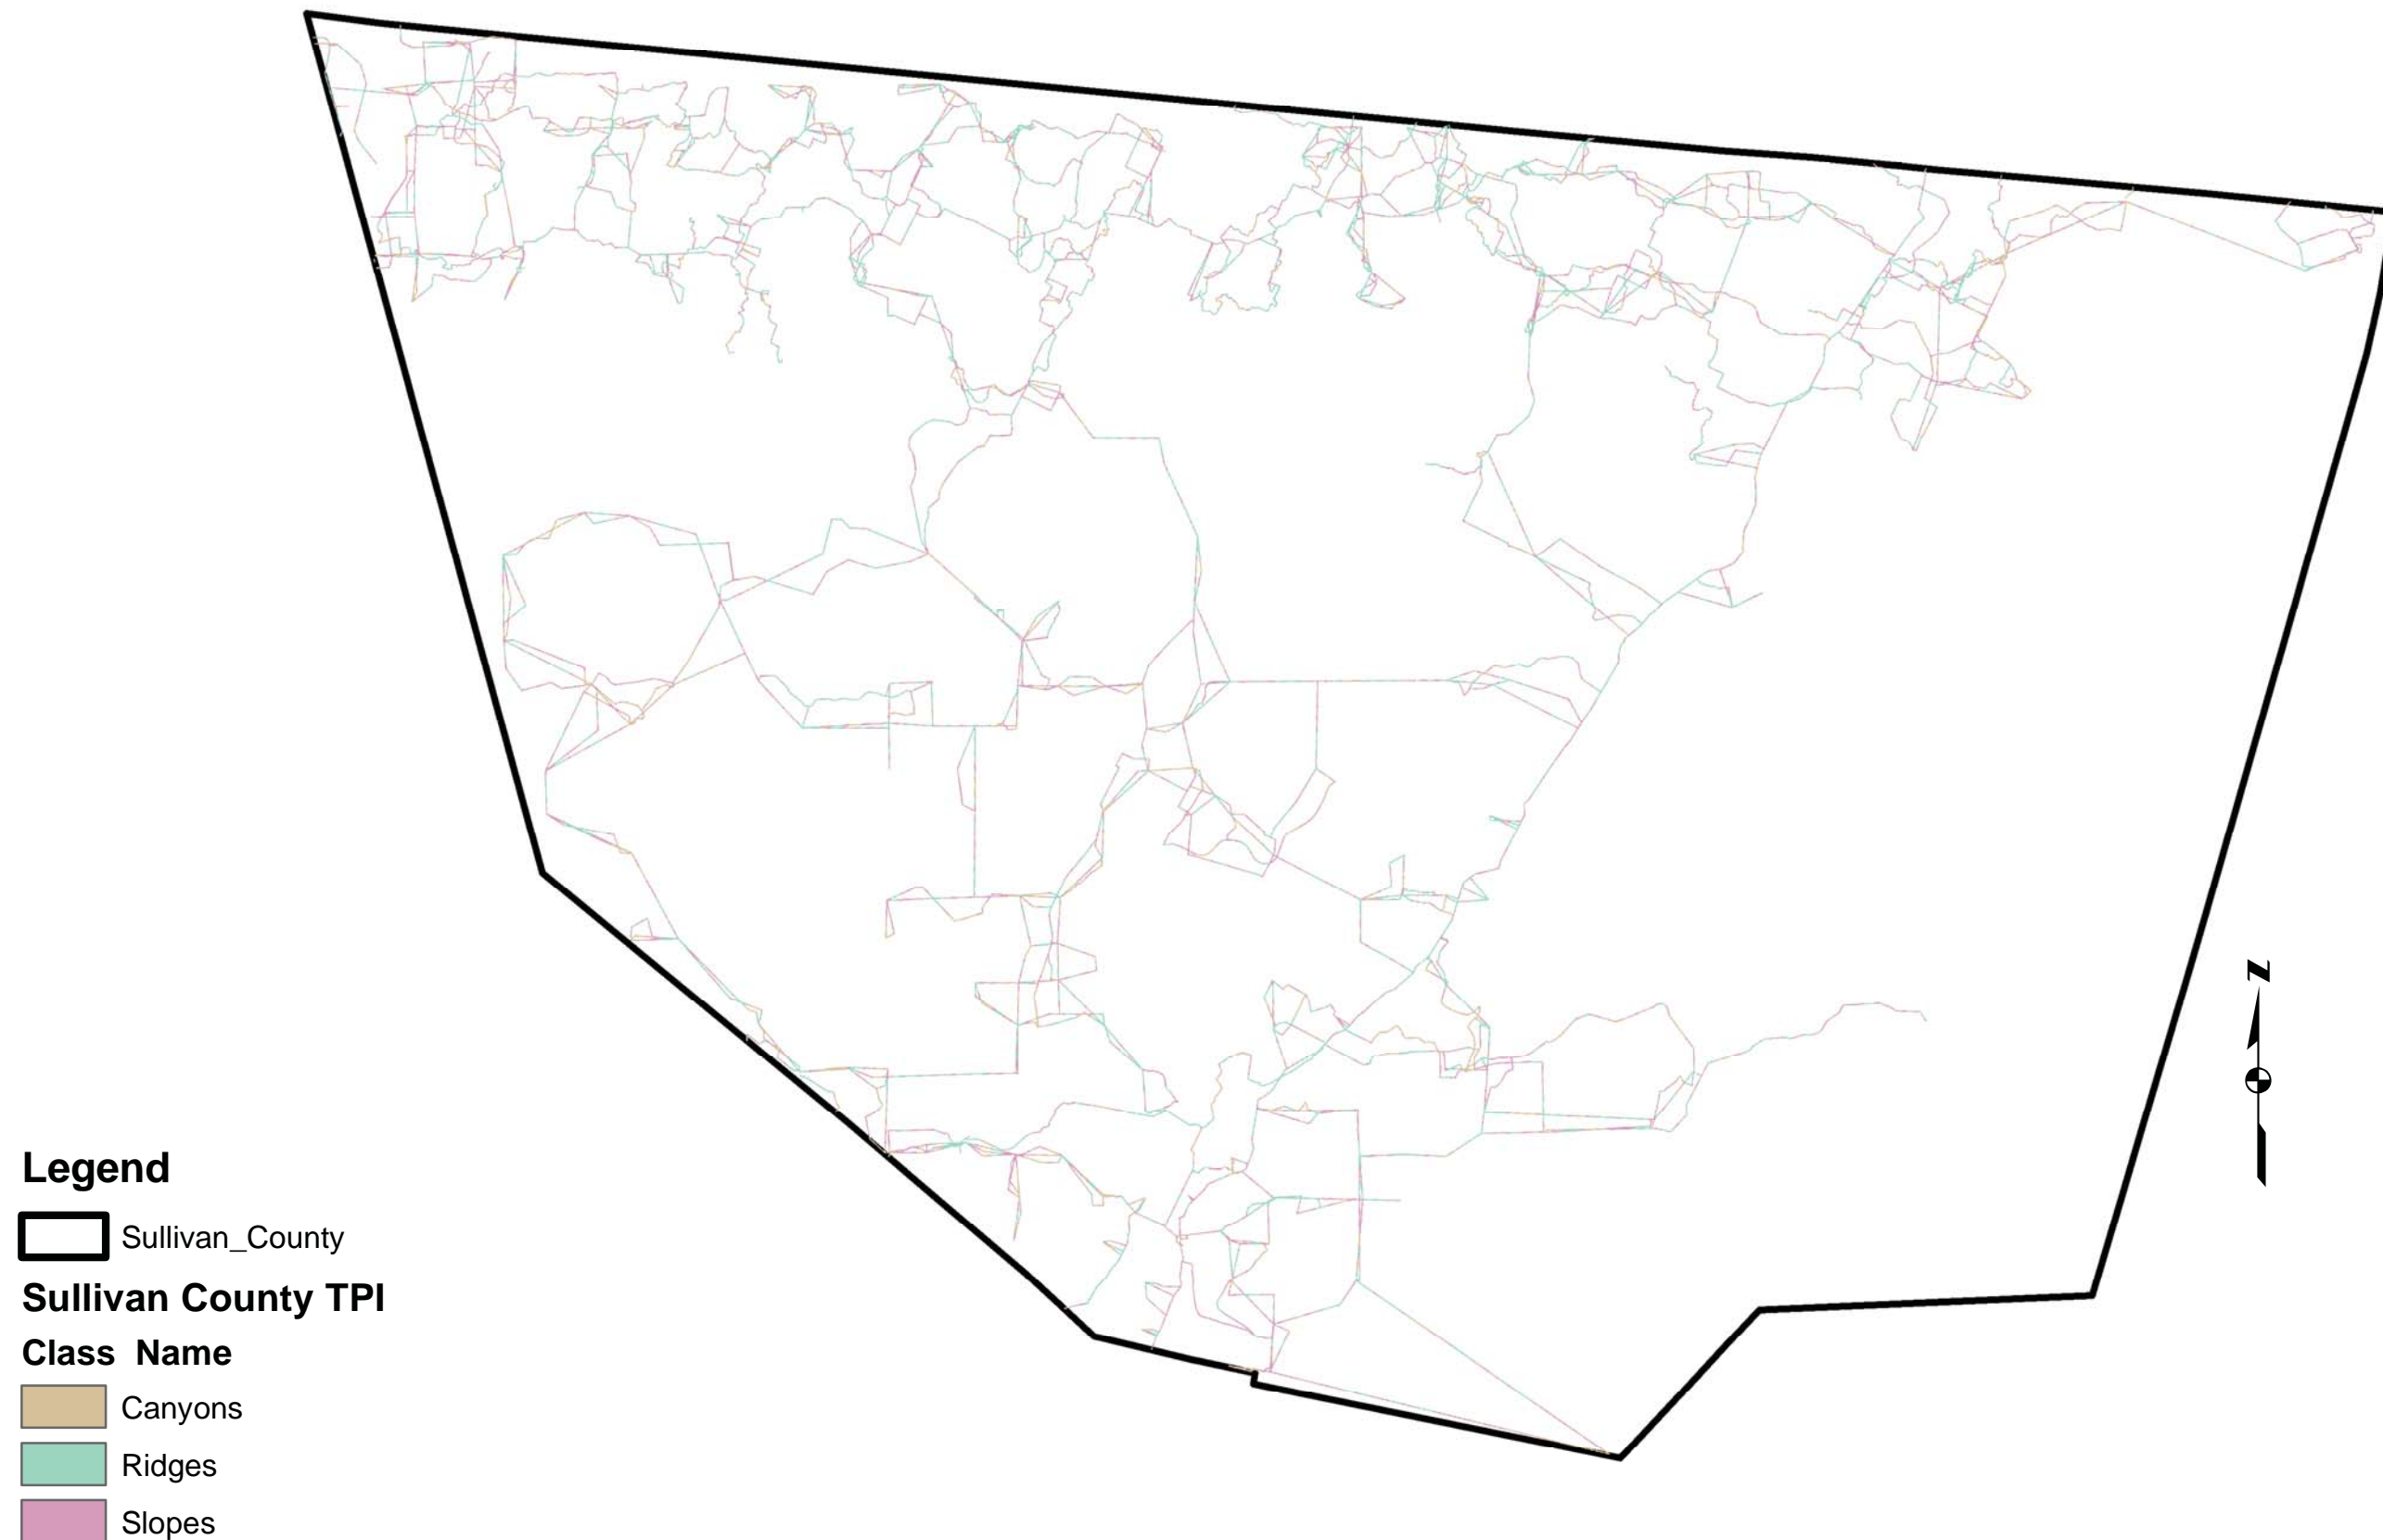 N
Legend
Sullivan_County
Sullivan County TPI
Class Name
Canyons
Ridges
Slopes